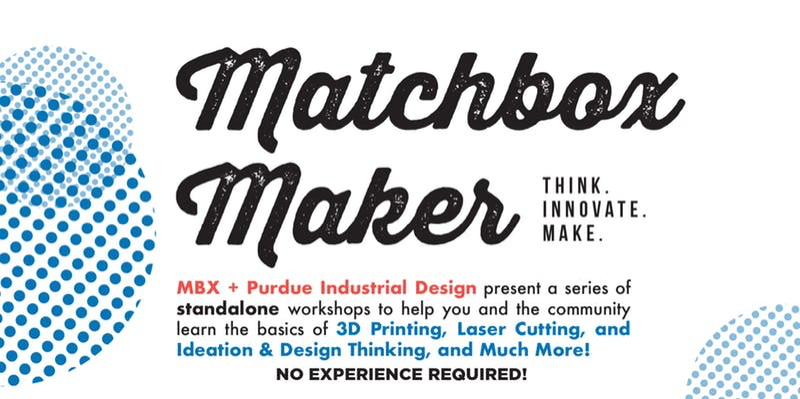 Matchbox
Maker
THINK.
INNOVATE.
MAKE.
MBX + Purdue Industrial Design present a series of
standalone workshops to help you and the community
learn the basics of 3D Printing, Laser Cutting, and
Ideation & Design Thinking, and Much More!
NO EXPERIENCE REQUIRED!